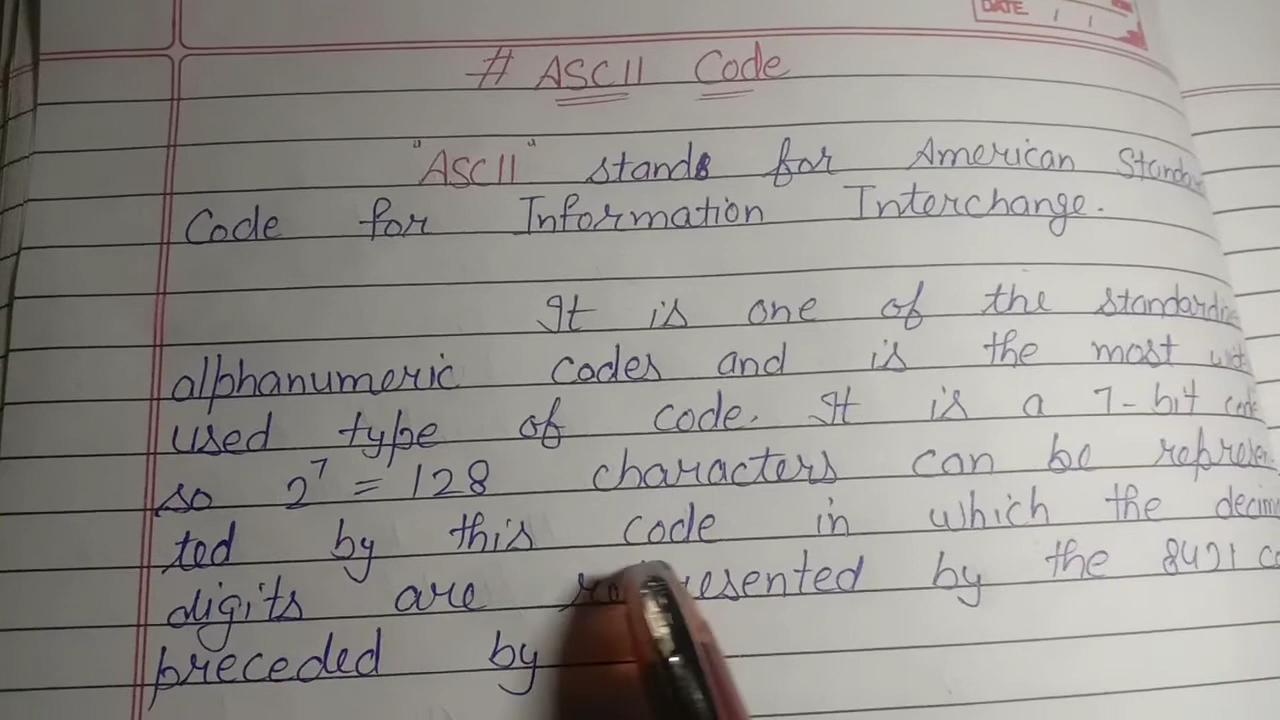 DATE / /
# ASCII Code
"ASCII" stands for American
Code for Information Interchange.
It is one of the
alphanumeric codes and is the most
used type of code. It is a 7-bit code
so 2⁷ = 128 characters can be
ted by this code in which the
digits are by the 8421
preceded by